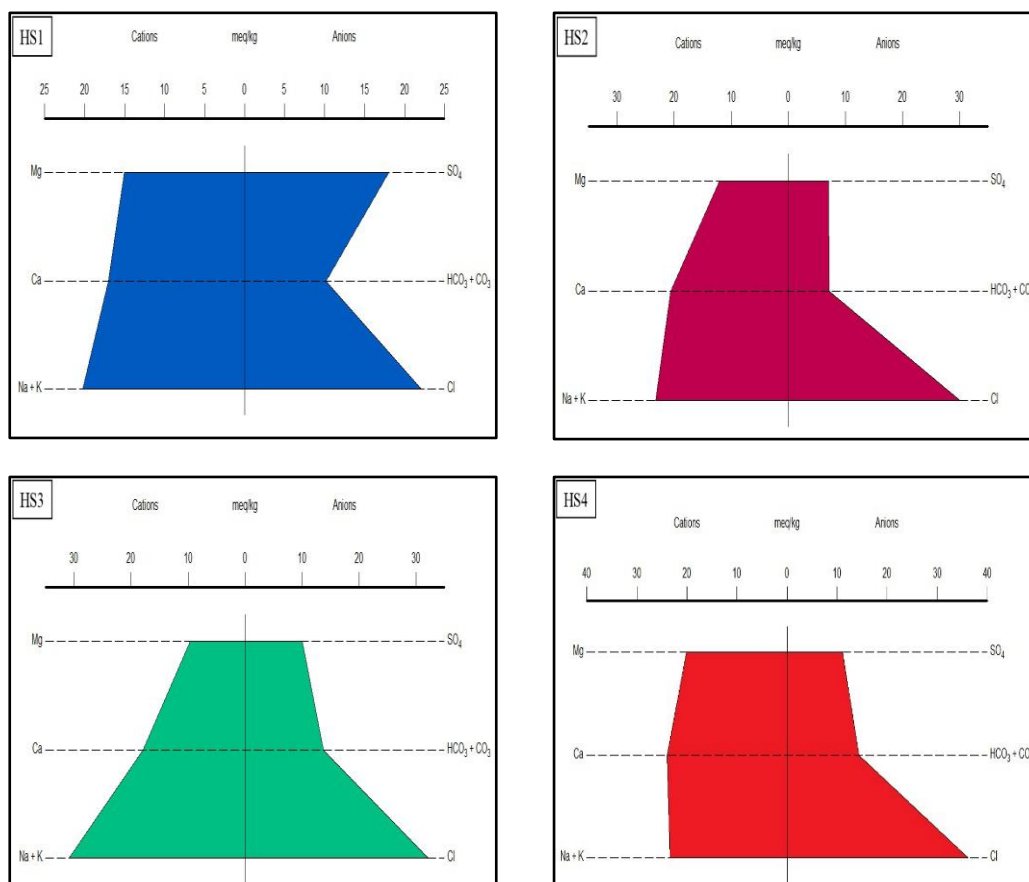 HS1
Cations meq/kg Anions
25 20 15 10 5 0 5 10 15 20 25
Mg SO₄
Ca HCO₃ + CO₃
Na + K Cl
HS2
Cations meq/kg Anions
30 20 10 0 10 20 30
Mg SO₄
Ca HCO₃ + CO
Na + K Cl
HS3
Cations meq/kg Anions
30 20 10 0 10 20 30
Mg SO₄
Ca HCO₃ + CO₃
Na + K Cl
HS4
Cations meq/kg Anions
40 30 20 10 0 10 20 30 40
Mg SO₄
Ca HCO₃ + CO
Na + K Cl